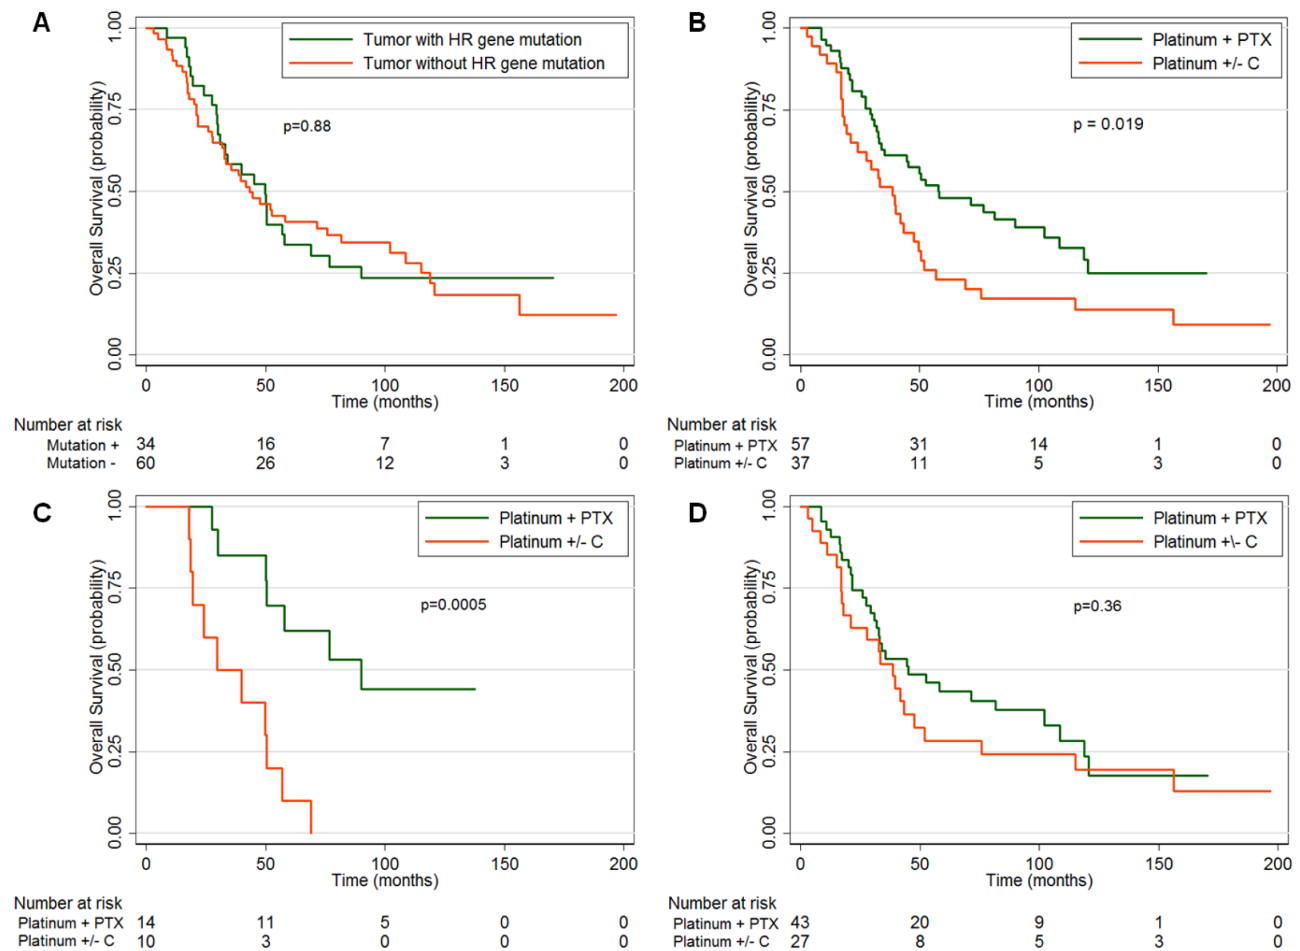 A
Overall Survival (probability)
1.00
0.75
0.50
0.25
0.00
Tumor with HR gene mutation
Tumor without HR gene mutation
p=0.88
0 50 100 150 200
Time (months)
Number at risk
Mutation + 34 16 7 1 0
Mutation - 60 26 12 3 0
B
Overall Survival (probability)
1.00
0.75
0.50
0.25
0.00
Platinum + PTX
Platinum +/- C
p = 0.019
0 50 100 150 200
Time (months)
Number at risk
Platinum + PTX 57 31 14 1 0
Platinum +/- C 37 11 5 3 0
C
Overall Survival (probability)
1.00
0.75
0.50
0.25
0.00
Platinum + PTX
Platinum +/- C
p=0.0005
0 50 100 150 200
Time (months)
Number at risk
Platinum + PTX 14 11 5 0 0
Platinum +/- C 10 3 0 0 0
D
Overall Survival (probability)
1.00
0.75
0.50
0.25
0.00
Platinum + PTX
Platinum +\- C
p=0.36
0 50 100 150 200
Time (months)
Number at risk
Platinum + PTX 43 20 9 1 0
Platinum +/- C 27 8 5 3 0